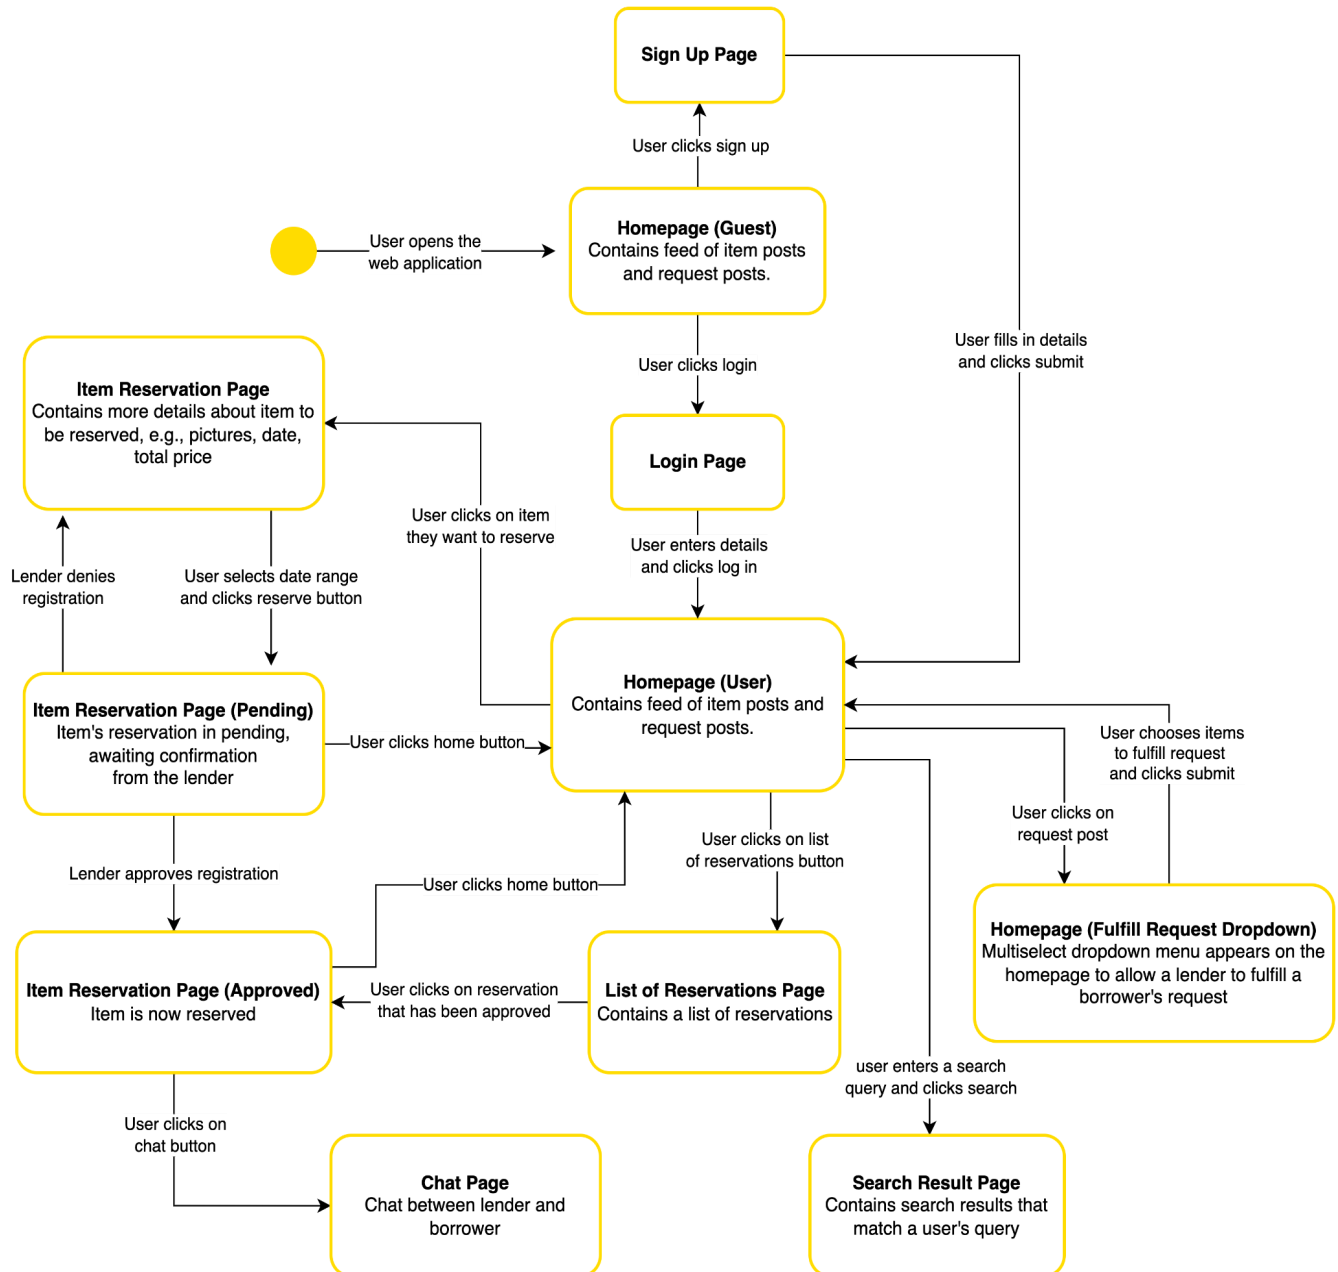 Sign Up Page
User clicks sign up
Homepage (Guest)
Contains feed of item posts
and request posts.
User opens the
web application
User fills in details
and clicks submit
User clicks login
Item Reservation Page
Contains more details about item to
be reserved, e.g., pictures, date,
total price
Login Page
User clicks on item
they want to reserve
User enters details
and clicks log in
Lender denies
registration
User selects date range
and clicks reserve button
Homepage (User)
Contains feed of item posts and
request posts.
Item Reservation Page (Pending)
Item's reservation in pending,
awaiting confirmation
from the lender
User clicks home button
User chooses items
to fulfill request
and clicks submit
User clicks on
request post
User clicks on list
of reservations button
Lender approves registration
User clicks home button
Homepage (Fulfill Request Dropdown)
Multiselect dropdown menu appears on the
homepage to allow a lender to fulfill a
borrower's request
Item Reservation Page (Approved)
Item is now reserved
User clicks on reservation
that has been approved
List of Reservations Page
Contains a list of reservations
user enters a search
query and clicks search
User clicks on
chat button
Chat Page
Chat between lender and
borrower
Search Result Page
Contains search results that
match a user's query